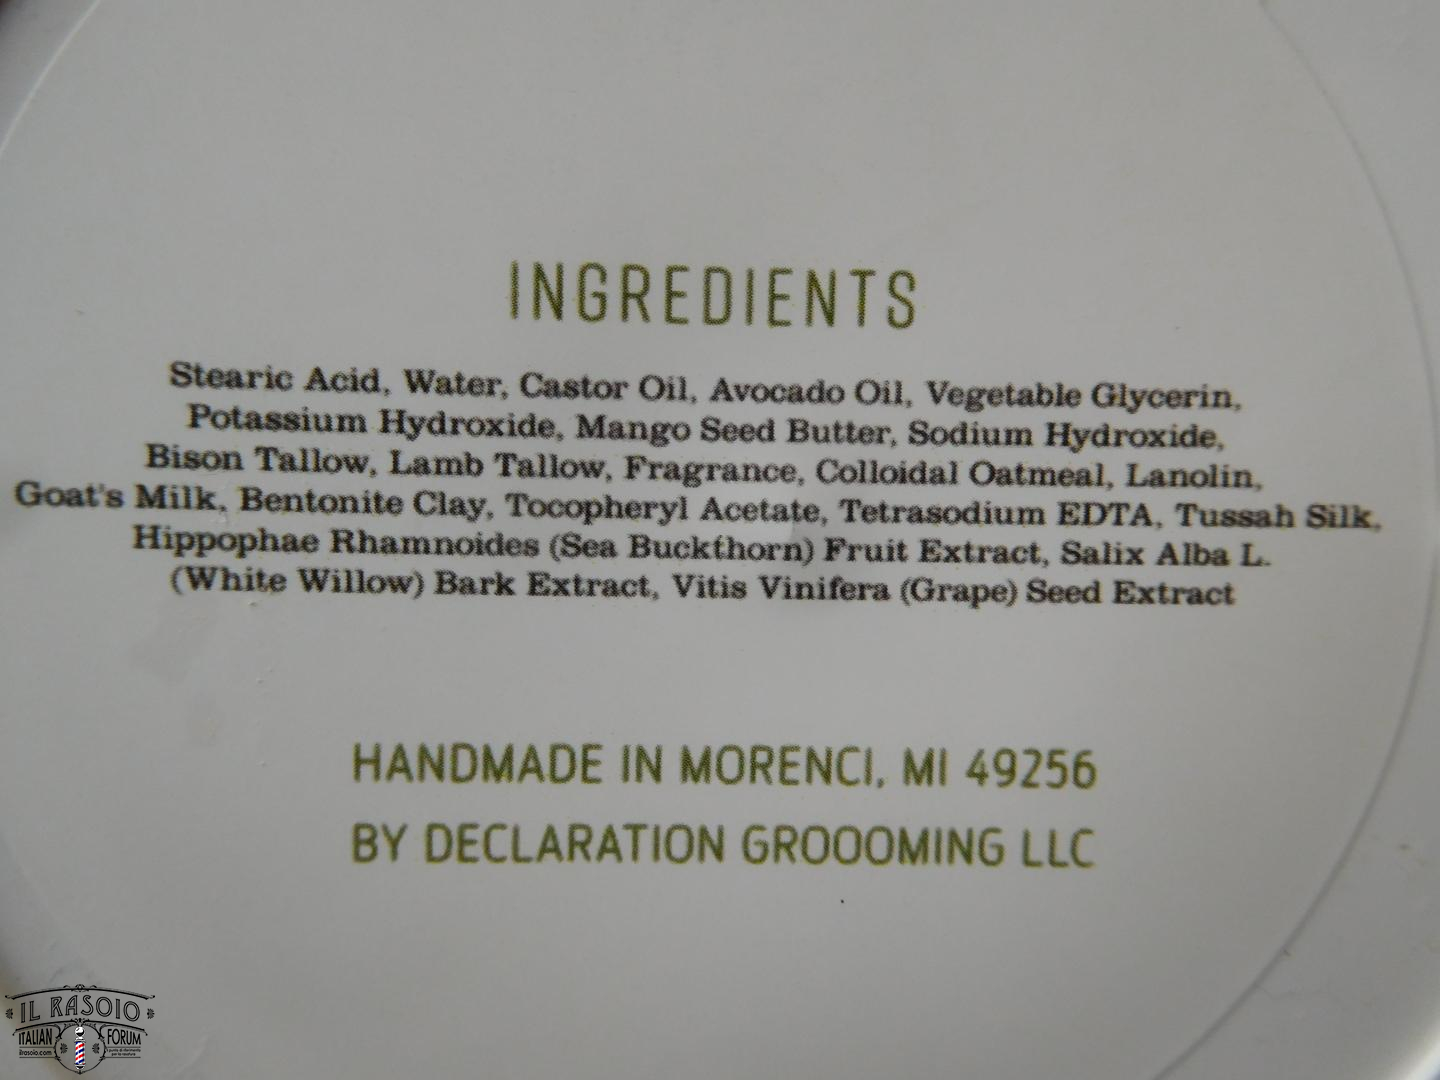 INGREDIENTS
Stearic Acid, Water, Castor Oil, Avocado Oil, Vegetable Glycerin,
Potassium Hydroxide, Mango Seed Butter, Sodium Hydroxide,
Bison Tallow, Lamb Tallow, Fragrance, Colloidal Oatmeal, Lanolin,
Goat's Milk, Bentonite Clay, Tocopheryl Acetate, Tetrasodium EDTA, Tussah Silk,
Hippophae Rhamnoides (Sea Buckthorn) Fruit Extract, Salix Alba L.
(White Willow) Bark Extract, Vitis Vinifera (Grape) Seed Extract
HANDMADE IN MORENCI, MI 49256
BY DECLARATION GROOOMING LLC
IL RASOIO
ITALIAN FORUM
ilrasoio.com